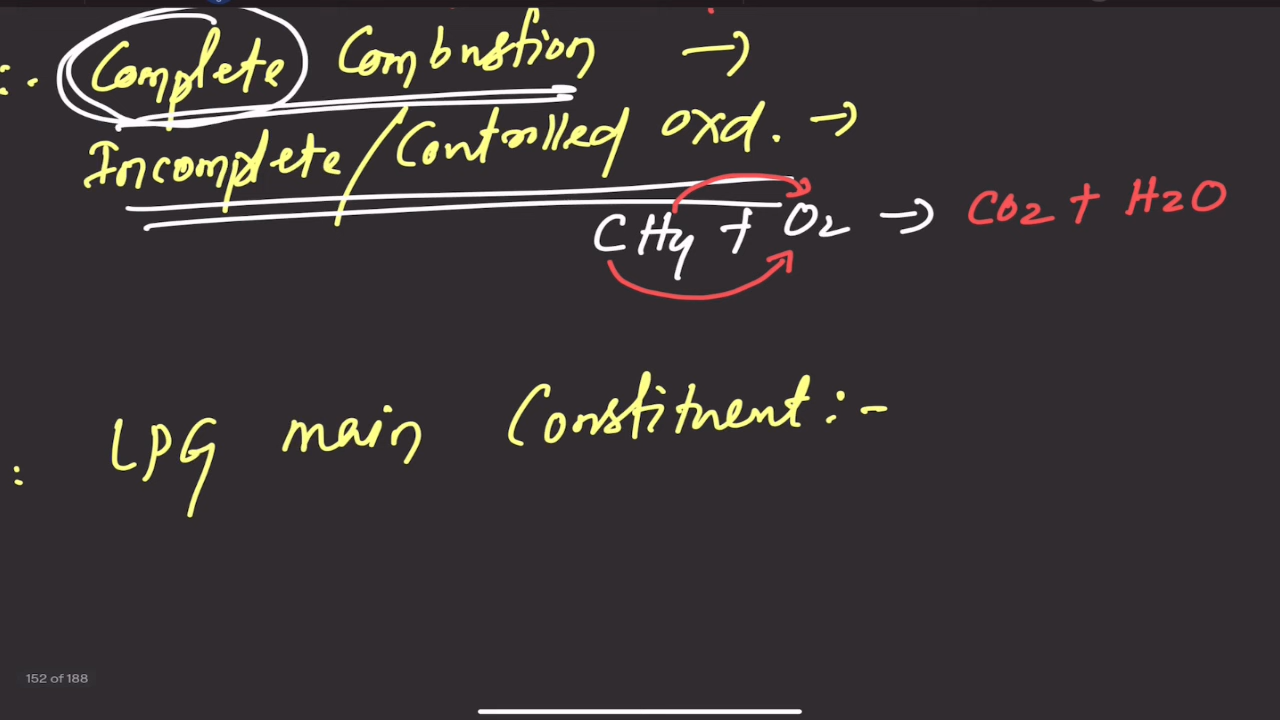 :. Complete Combustion →
Incomplete/Controlled oxd. →
CH4 + O2 → CO2 + H2O
: LPG main Constituent :-
152 of 188